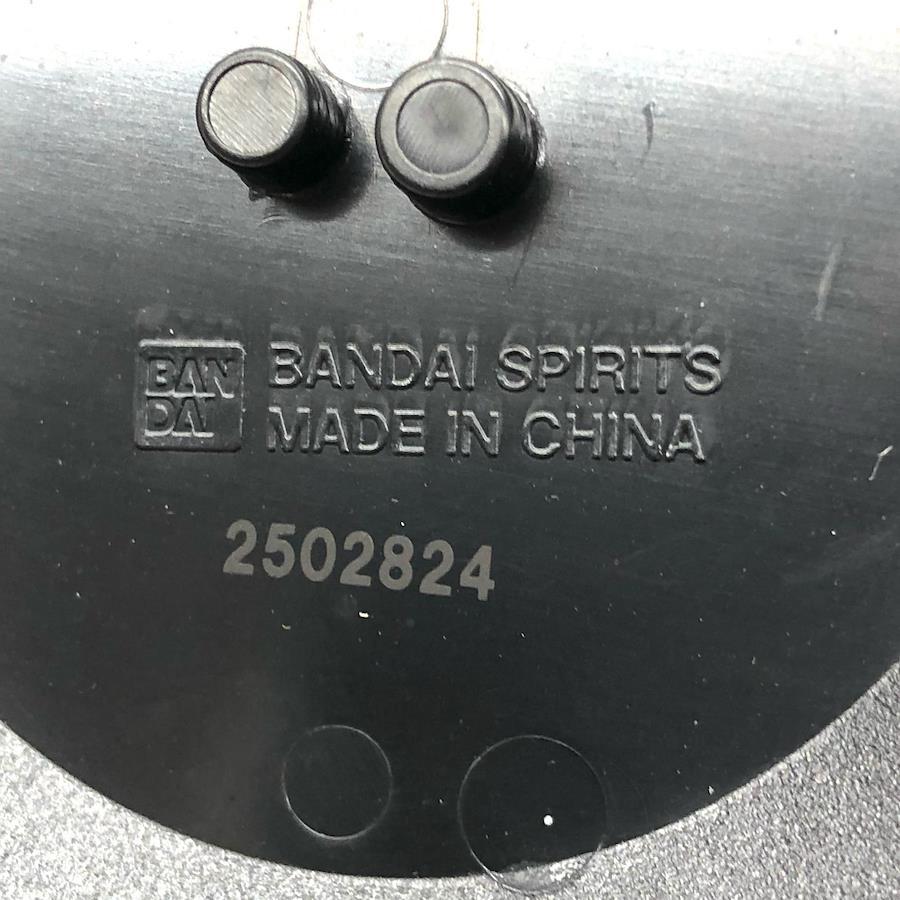 BAN
DAI
BANDAI SPIRITS
MADE IN CHINA
2502824